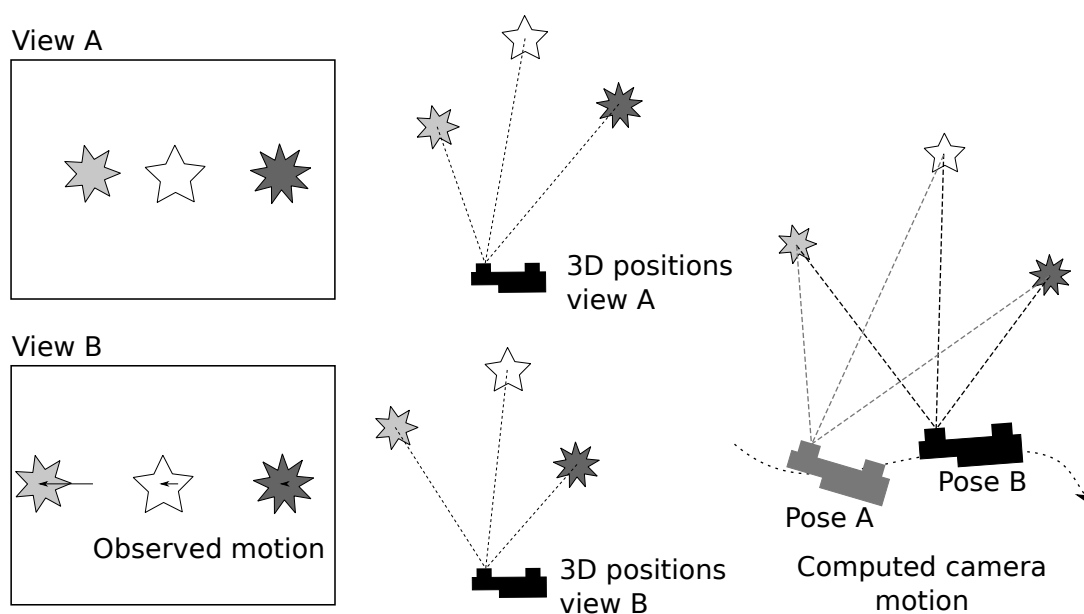 View A
3D positions
view A
View B
Observed motion
3D positions
view B
Pose A
Pose B
Computed camera
motion